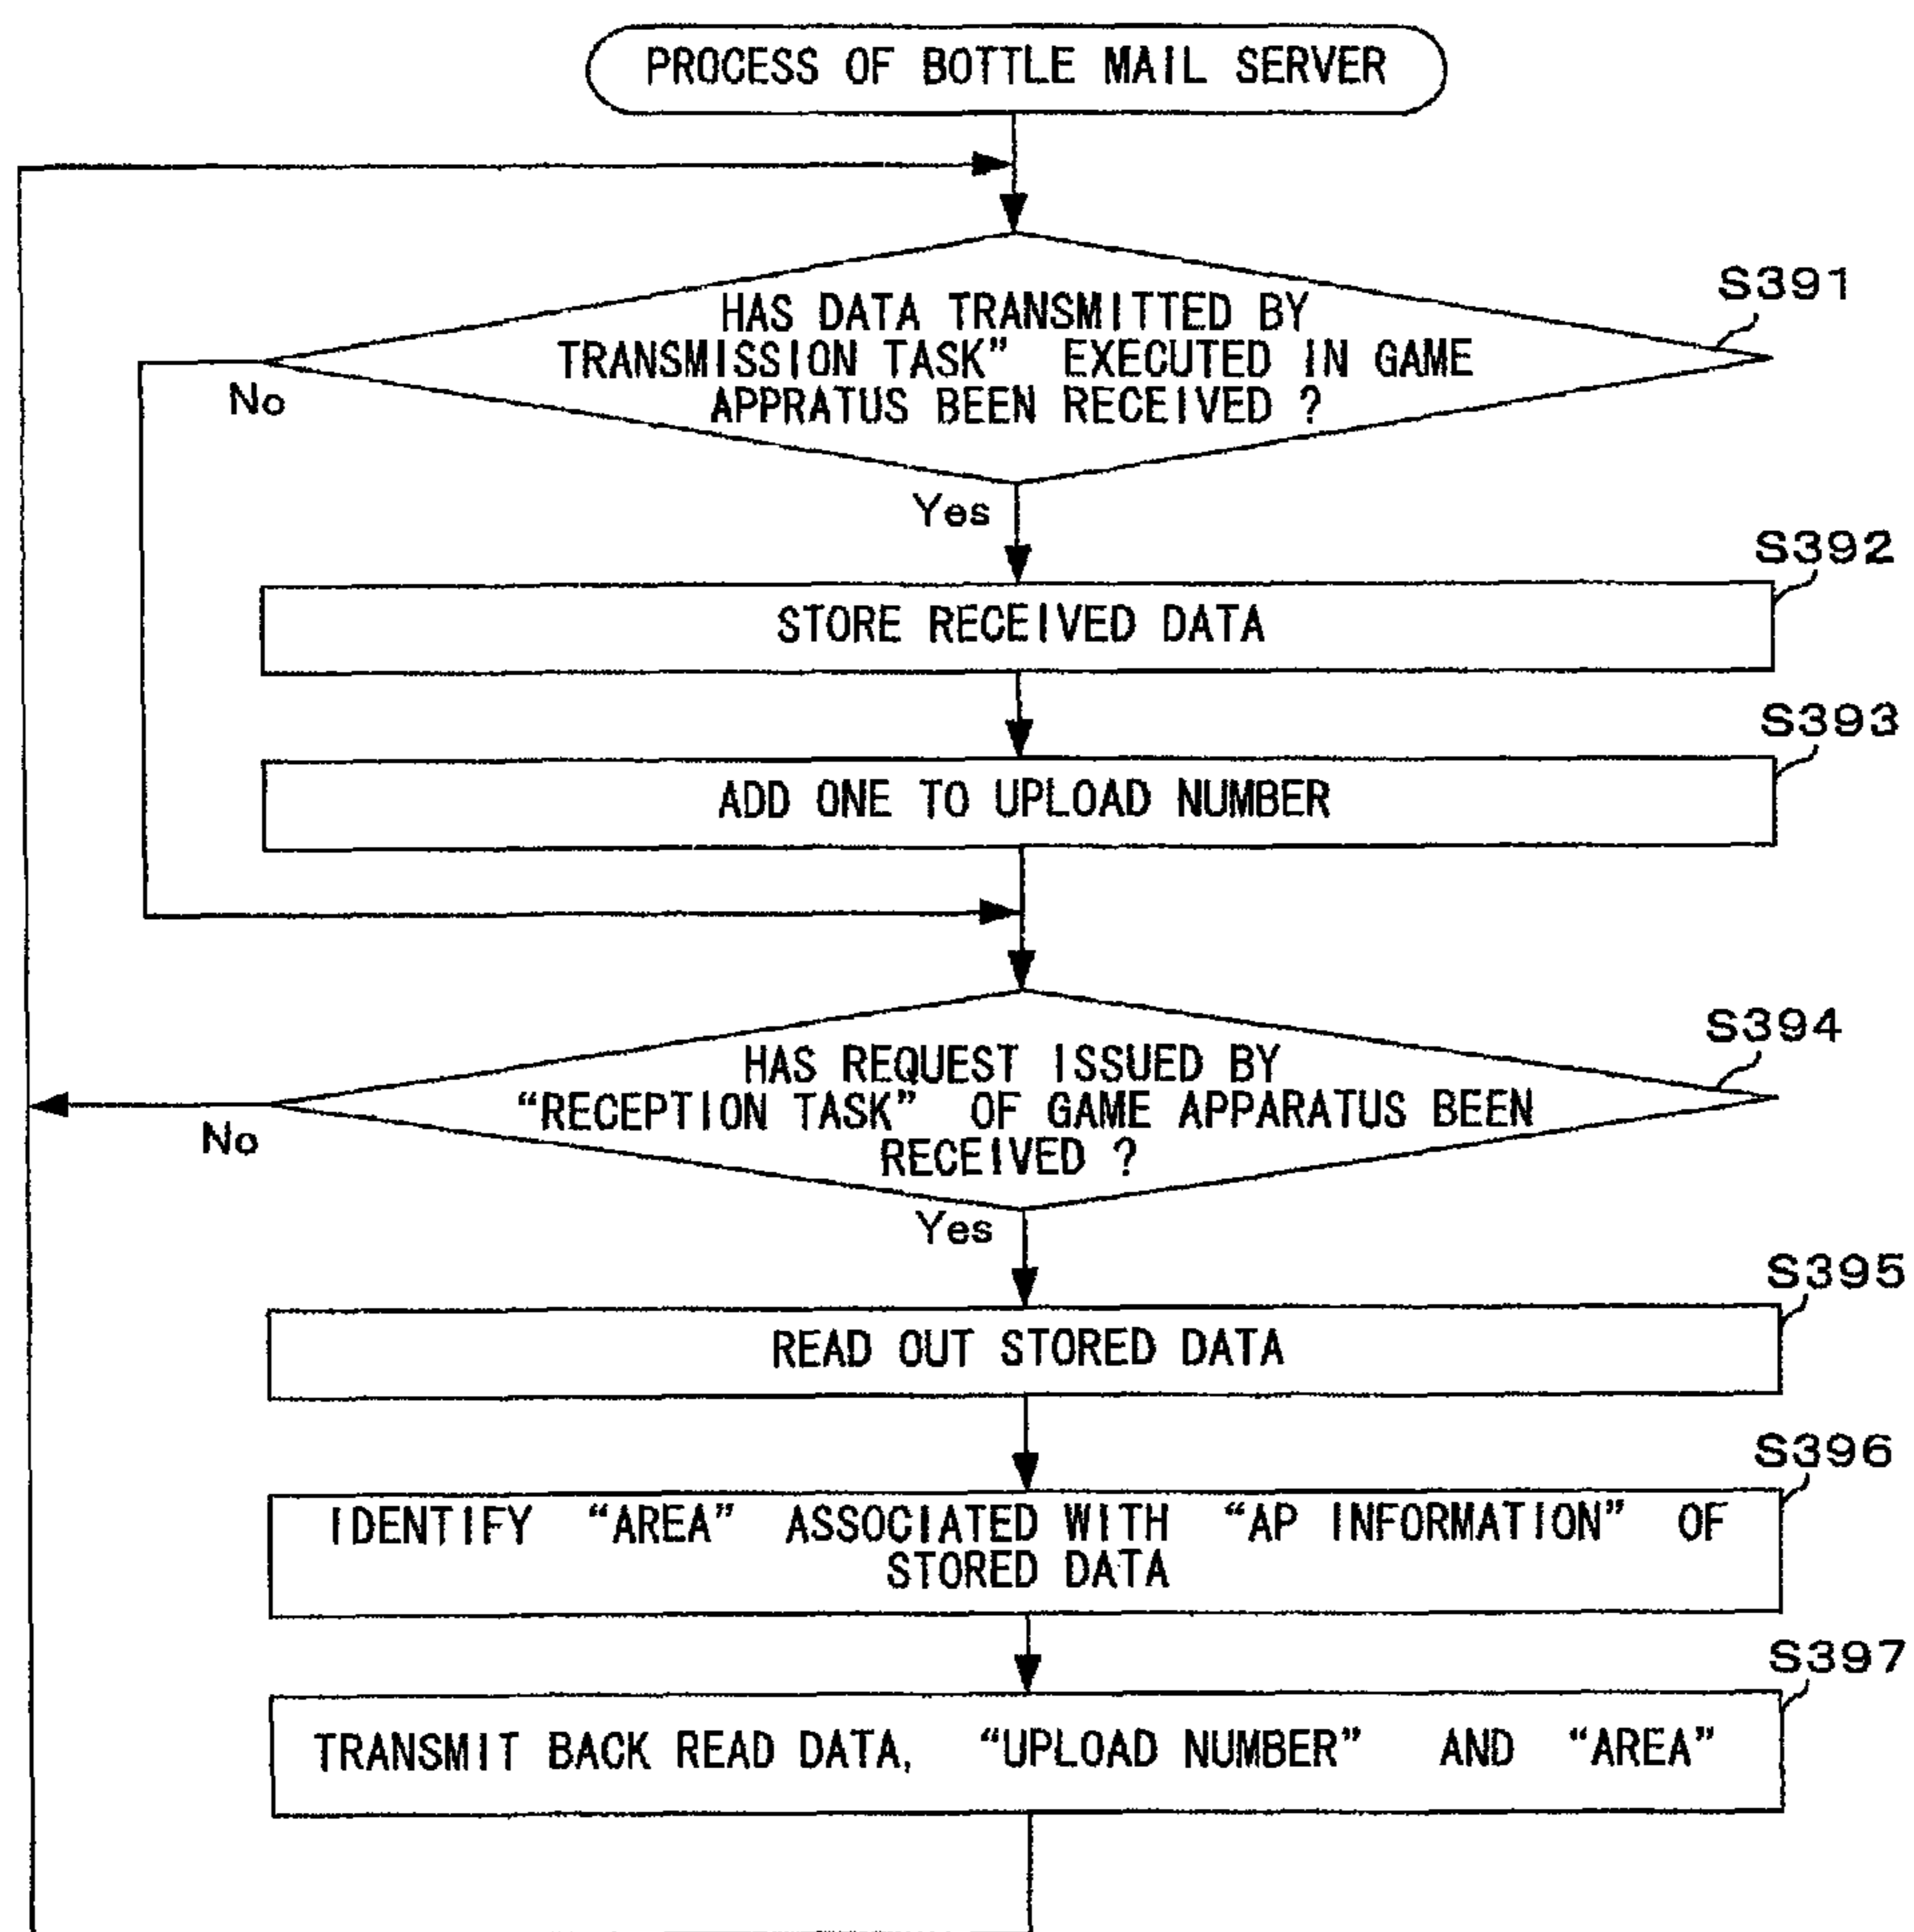 PROCESS OF BOTTLE MAIL SERVER
S391
HAS DATA TRANSMITTED BY
TRANSMISSION TASK” EXECUTED IN GAME
APPRATUS BEEN RECEIVED ?
No
Yes
S392
STORE RECEIVED DATA
S393
ADD ONE TO UPLOAD NUMBER
S394
HAS REQUEST ISSUED BY
“RECEPTION TASK” OF GAME APPARATUS BEEN
RECEIVED ?
No
Yes
S395
READ OUT STORED DATA
S396
IDENTIFY “AREA” ASSOCIATED WITH “AP INFORMATION” OF
STORED DATA
S397
TRANSMIT BACK READ DATA, “UPLOAD NUMBER” AND “AREA”